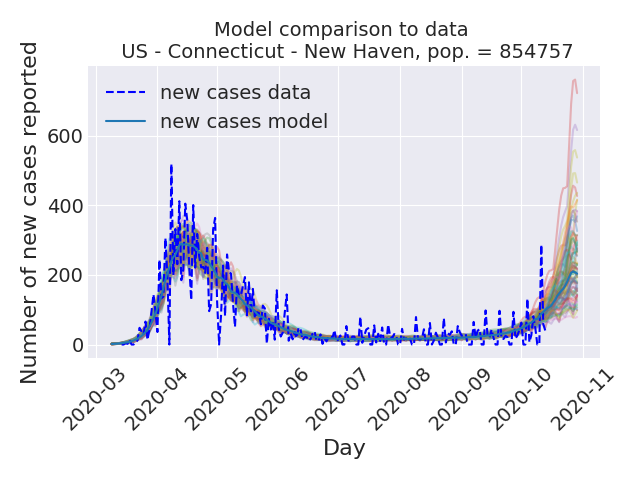 Model comparison to data
US - Connecticut - New Haven, pop. = 854757
Number of new cases reported
new cases data
new cases model
600
400
200
0
2020-03
2020-04
2020-05
2020-06
2020-07
2020-08
2020-09
2020-10
2020-11
Day